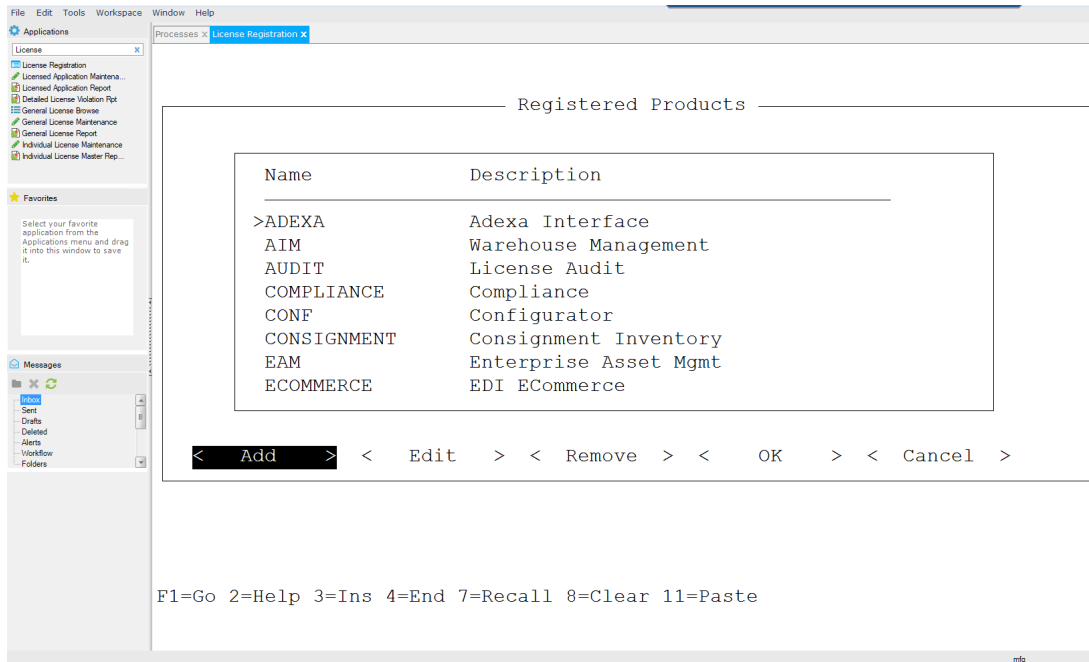 File Edit Tools Workspace Window Help
Applications
License x
License Registration
Licensed Application Maintena...
Licensed Application Report
Detailed License Violation Rpt
General License Browse
General License Maintenance
General License Report
Individual License Maintenance
Individual License Master Rep...
Favorites
Select your favorite
application from the
Applications menu and drag
it into this window to save
it.
Messages
Inbox
Sent
Drafts
Deleted
Alerts
Workflow
Folders
Processes x License Registration x
Registered Products
Name Description
>ADEXA Adexa Interface
AIM Warehouse Management
AUDIT License Audit
COMPLIANCE Compliance
CONF Configurator
CONSIGNMENT Consignment Inventory
EAM Enterprise Asset Mgmt
ECOMMERCE EDI ECommerce
< Add > < Edit > < Remove > < OK > < Cancel >
F1=Go 2=Help 3=Ins 4=End 7=Recall 8=Clear 11=Paste
mfg